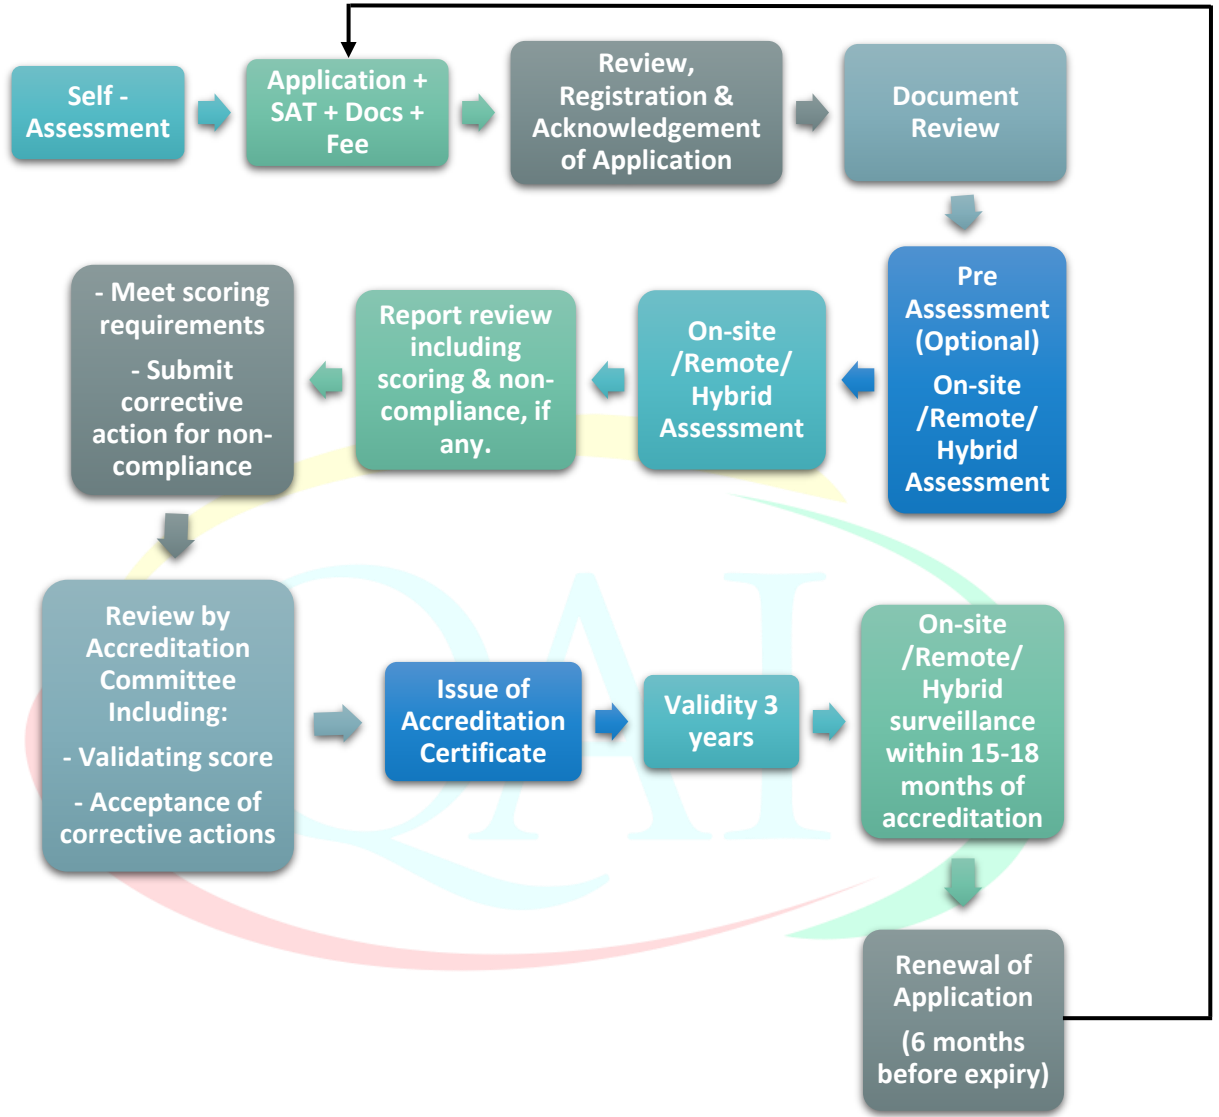 Self -
Assessment
Application +
SAT + Docs +
Fee
Review,
Registration &
Acknowledgement
of Application
Document
Review
Pre
Assessment
(Optional)
On-site
/Remote/
Hybrid
Assessment
On-site
/Remote/
Hybrid
Assessment
Report review
including
scoring & non-
compliance, if
any.
- Meet scoring
requirements
- Submit
corrective
action for non-
compliance
Review by
Accreditation
Committee
Including:
- Validating score
- Acceptance of
corrective actions
Issue of
Accreditation
Certificate
Validity 3
years
On-site
/Remote/
Hybrid
surveillance
within 15-18
months of
accreditation
Renewal of
Application
(6 months
before expiry)
QAI